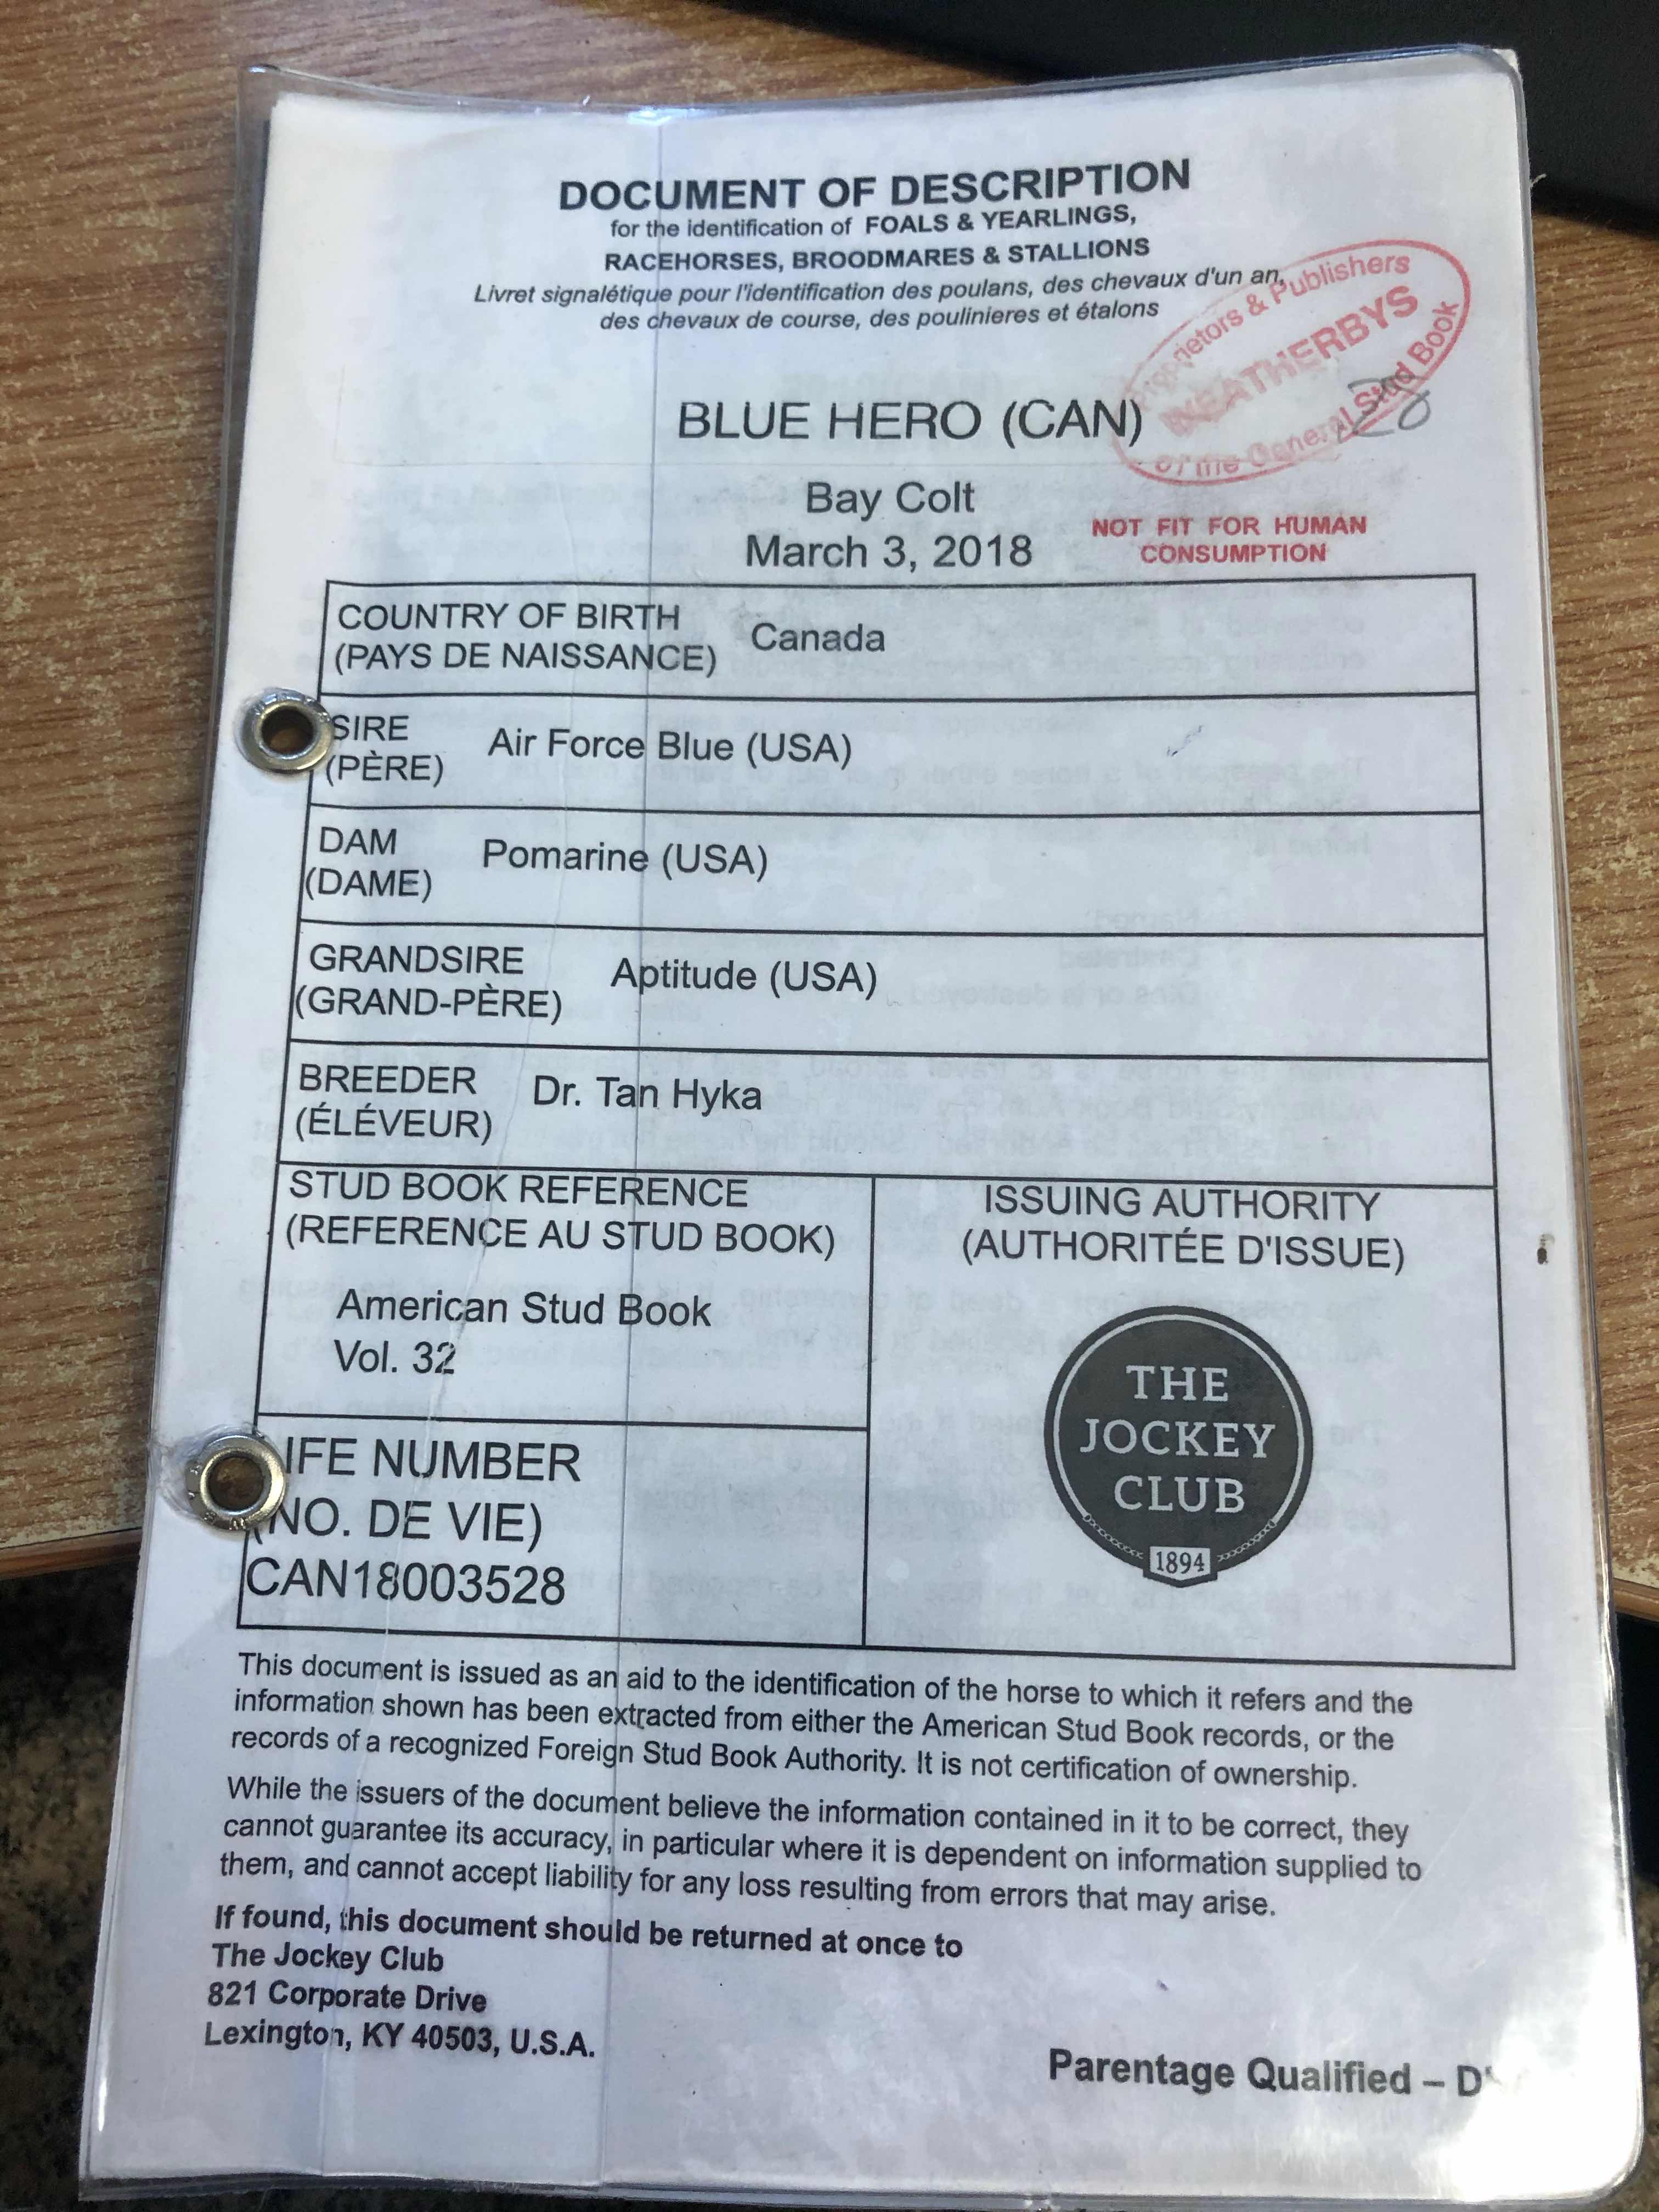 DOCUMENT OF DESCRIPTION
for the identification of FOALS & YEARLINGS,
RACEHORSES, BROODMARES & STALLIONS
Livret signalétique pour l'identification des poulans, des chevaux d'un an,
des chevaux de course, des poulinieres et étalons
Proprietors & Publishers
WEATHERBYS
of the General Stud Book
BLUE HERO (CAN)
Bay Colt
March 3, 2018
NOT FIT FOR HUMAN
CONSUMPTION
COUNTRY OF BIRTH
(PAYS DE NAISSANCE)
Canada
SIRE
(PÈRE)
Air Force Blue (USA)
DAM
(DAME)
Pomarine (USA)
GRANDSIRE
(GRAND-PÈRE)
Aptitude (USA)
BREEDER
(ÉLÉVEUR)
Dr. Tan Hyka
STUD BOOK REFERENCE
(REFERENCE AU STUD BOOK)
American Stud Book
Vol. 32
ISSUING AUTHORITY
(AUTHORITÉE D'ISSUE)
THE
JOCKEY
CLUB
1894
IFE NUMBER
(NO. DE VIE)
CAN18003528
This document is issued as an aid to the identification of the horse to which it refers and the
information shown has been extracted from either the American Stud Book records, or the
records of a recognized Foreign Stud Book Authority. It is not certification of ownership.
While the issuers of the document believe the information contained in it to be correct, they
cannot guarantee its accuracy, in particular where it is dependent on information supplied to
them, and cannot accept liability for any loss resulting from errors that may arise.
If found, this document should be returned at once to
The Jockey Club
821 Corporate Drive
Lexington, KY 40503, U.S.A.
Parentage Qualified – D